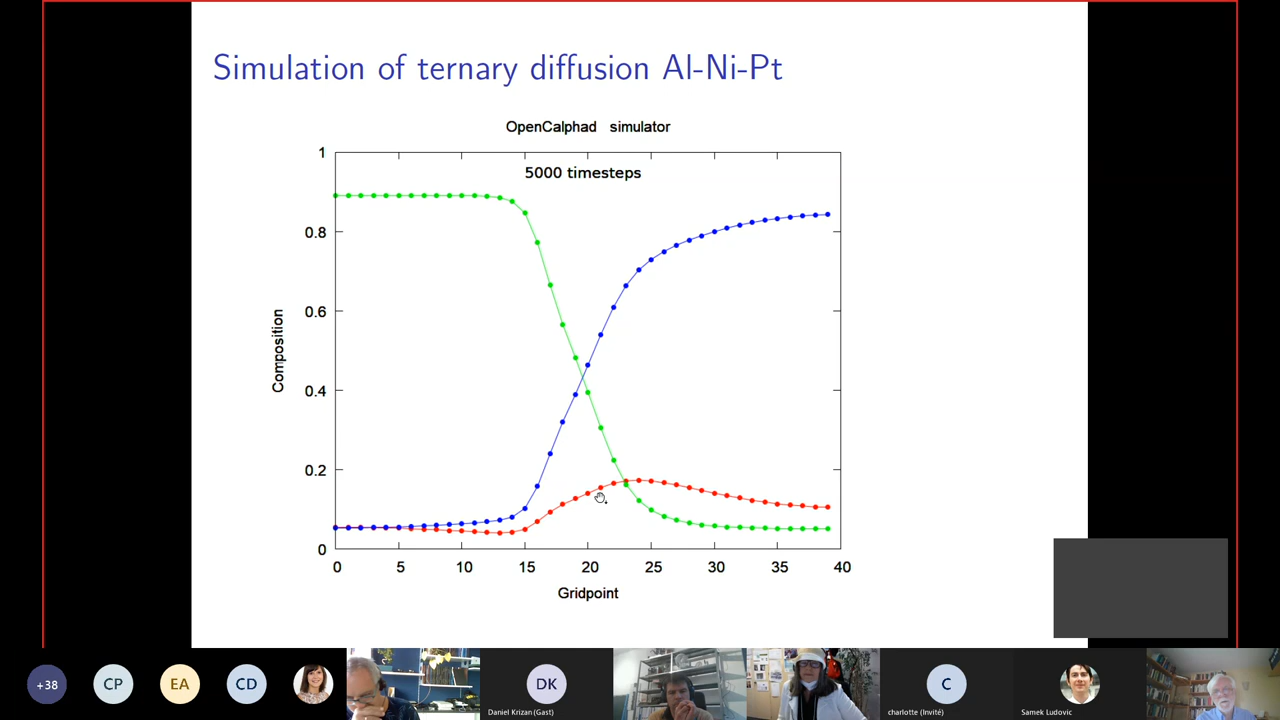 Simulation of ternary diffusion Al-Ni-Pt
OpenCalphad simulator
5000 timesteps
1
0.8
0.6
0.4
0.2
0
Composition
0 5 10 15 20 25 30 35 40
Gridpoint
+38
CP
EA
CD
DK
Daniel Krizan (Gast)
C
charlotte (Invité)
Samek Ludovic